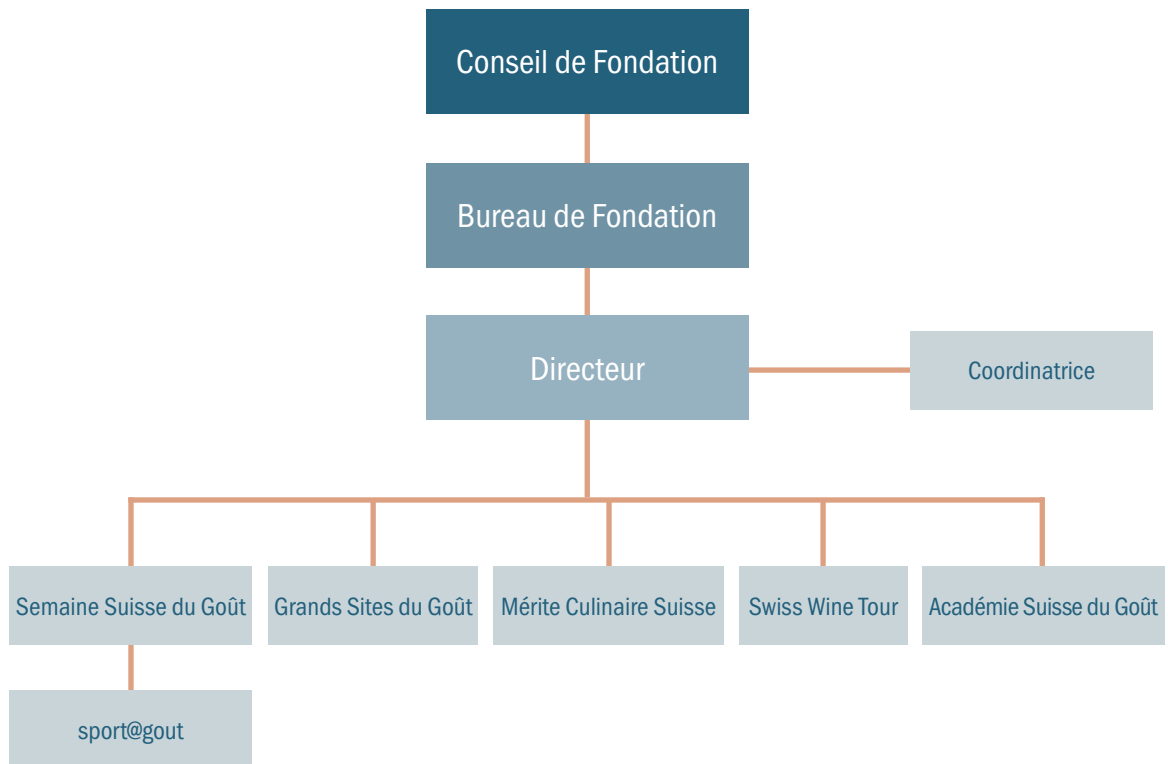 Conseil de Fondation
Bureau de Fondation
Directeur
Coordinatrice
Semaine Suisse du Goût
Grands Sites du Goût
Mérite Culinaire Suisse
Swiss Wine Tour
Académie Suisse du Goût
sport@gout